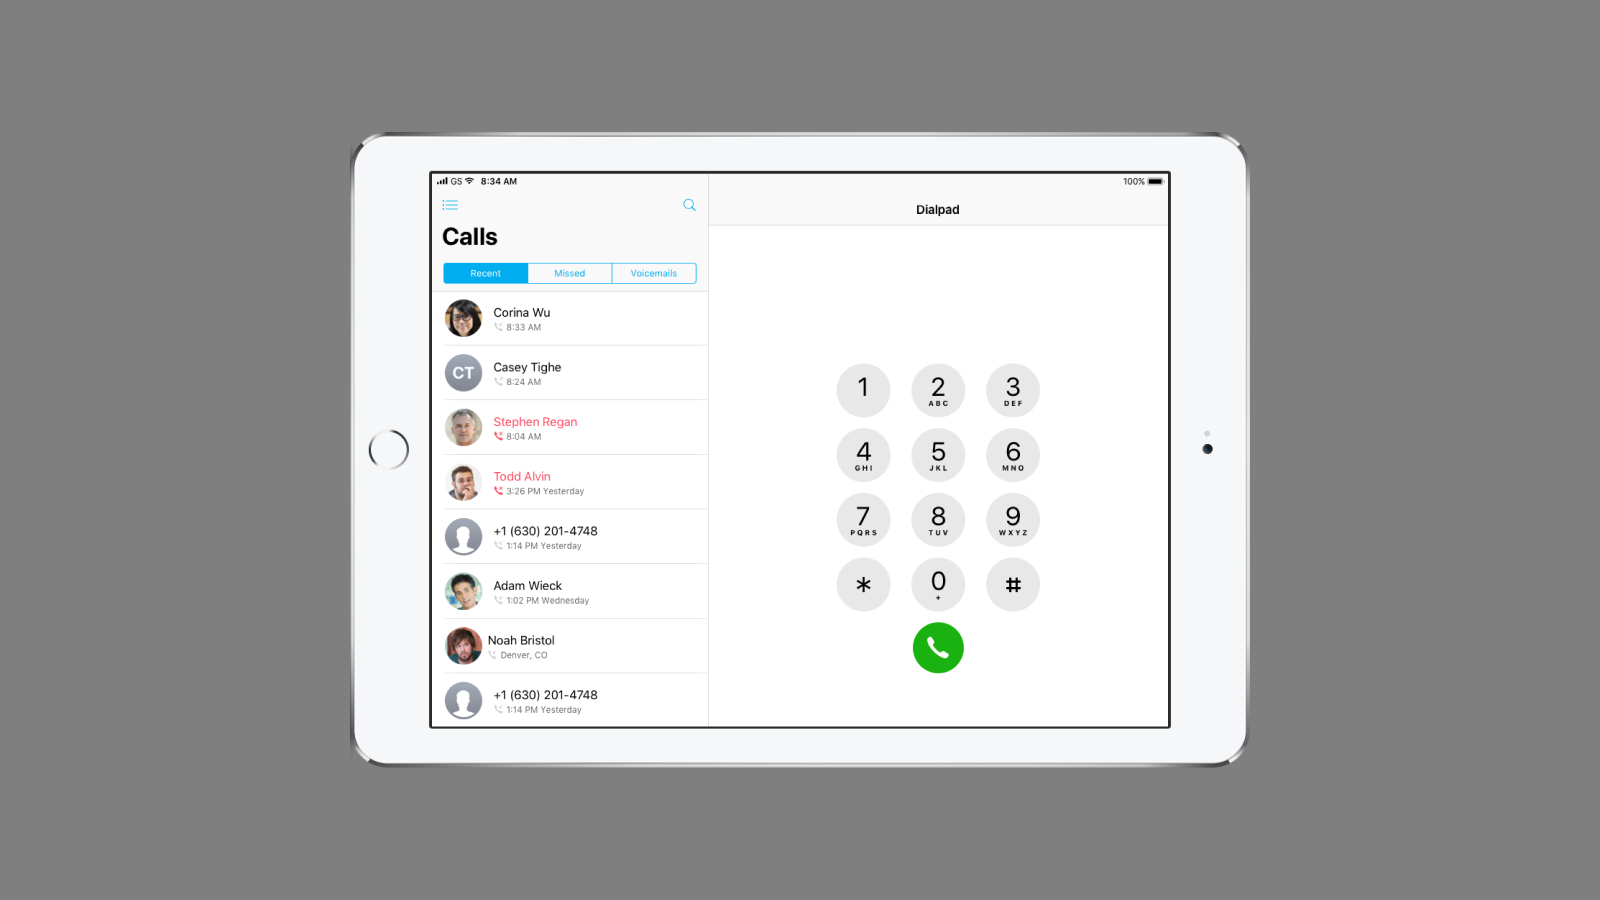 GS 8:34 AM
100%
Calls
Recent Missed Voicemails
Corina Wu
8:33 AM
CT
Casey Tighe
8:24 AM
Stephen Regan
8:04 AM
Todd Alvin
3:26 PM Yesterday
+1 (630) 201-4748
1:14 PM Yesterday
Adam Wieck
1:02 PM Wednesday
Noah Bristol
Denver, CO
+1 (630) 201-4748
1:14 PM Yesterday
Dialpad
1 2 3
ABC DEF
4 5 6
GHI JKL MNO
7 8 9
PQRS TUV WXYZ
* 0 #
+